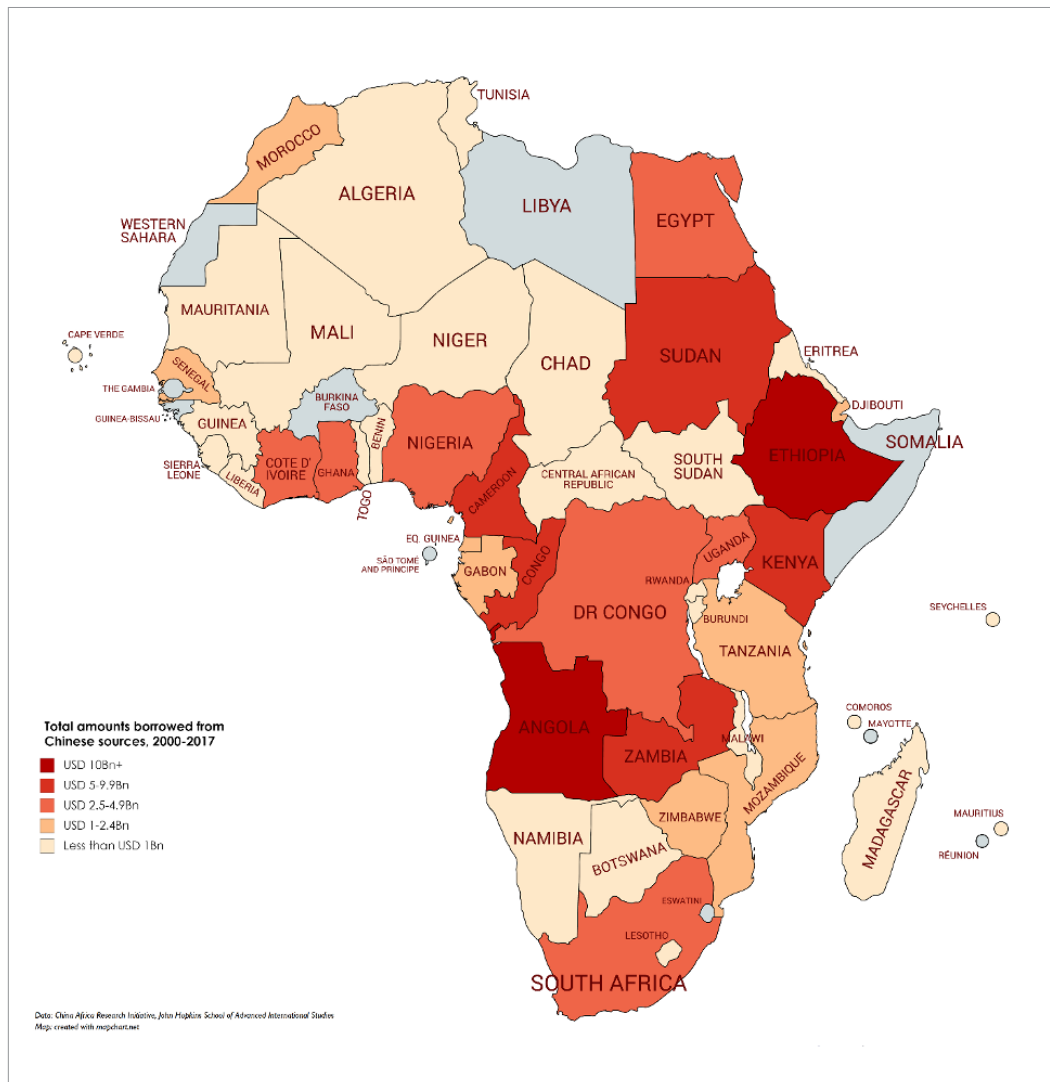 TUNISIA
MOROCCO
ALGERIA
LIBYA
EGYPT
WESTERN
SAHARA
MAURITANIA
MALI
NIGER
CHAD
SUDAN
ERITREA
CAPE VERDE
SENEGAL
THE GAMBIA
GUINEA-BISSAU
GUINEA
BURKINA
FASO
BENIN
NIGERIA
DJIBOUTI
SOMALIA
ETHIOPIA
SOUTH
SUDAN
CENTRAL AFRICAN
REPUBLIC
SIERRA
LEONE
LIBERIA
COTE D'
IVOIRE
GHANA
TOGO
CAMEROON
EQ. GUINEA
SÃO TOMÉ
AND PRINCIPE
GABON
CONGO
UGANDA
KENYA
RWANDA
DR CONGO
BURUNDI
TANZANIA
SEYCHELLES
COMOROS
MAYOTTE
ANGOLA
ZAMBIA
MALAWI
MOZAMBIQUE
ZIMBABWE
MADAGASCAR
MAURITIUS
RÉUNION
NAMIBIA
BOTSWANA
ESWATINI
LESOTHO
SOUTH AFRICA
Total amounts borrowed from
Chinese sources, 2000-2017
USD 10Bn+
USD 5-9.9Bn
USD 2.5-4.9Bn
USD 1-2.4Bn
Less than USD 1Bn
Data: China Africa Research Initiative, John Hopkins School of Advanced International Studies
Map: created with mapchart.net